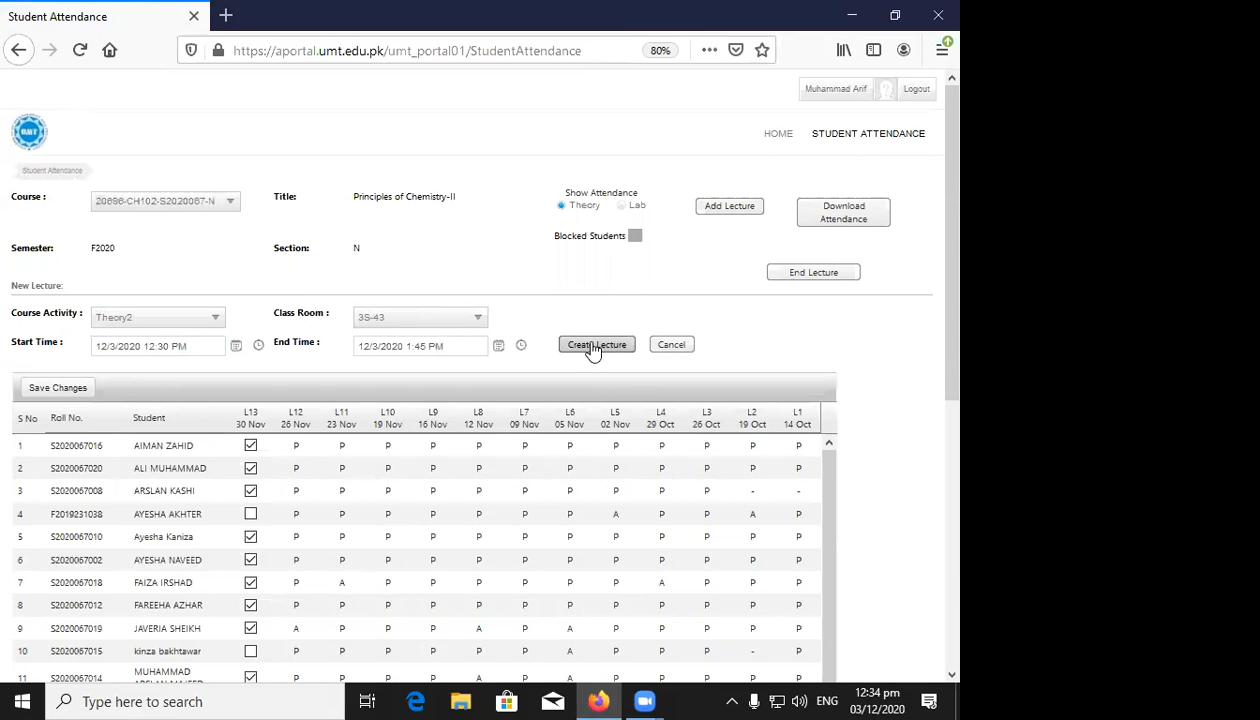 Student Attendance
https://aportal.umt.edu.pk/umt_portal01/StudentAttendance
80%
Muhammad Arif
Logout
UMT
HOME
STUDENT ATTENDANCE
Student Attendance
Course :
20696-CH102-S2020067-N
Title:
Principles of Chemistry-II
Show Attendance
Theory Lab
Add Lecture
Download Attendance
Blocked Students
Semester:
F2020
Section:
N
End Lecture
New Lecture:
Course Activity :
Theory2
Class Room :
3S-43
Start Time :
12/3/2020 12:30 PM
End Time :
12/3/2020 1:45 PM
Create Lecture
Cancel
Save Changes
S No Roll No. Student L13 30 Nov L12 26 Nov L11 23 Nov L10 19 Nov L9 16 Nov L8 12 Nov L7 09 Nov L6 05 Nov L5 02 Nov L4 29 Oct L3 26 Oct L2 19 Oct L1 14 Oct
1 S2020067016 AIMAN ZAHID P P P P P P P P P P P P
2 S2020067020 ALI MUHAMMAD P P P P P P P P P P P P
3 S2020067008 ARSLAN KASHI P P P P P P P P P P - -
4 F2019231038 AYESHA AKHTER P P P P P P P A P P A P
5 S2020067010 Ayesha Kaniza P P P P P P P P P P P P
6 S2020067002 AYESHA NAVEED P P P P P P P P P P P P
7 S2020067018 FAIZA IRSHAD P A P P P P P P A P P P
8 S2020067012 FAREEHA AZHAR P P P P P P P P P P P P
9 S2020067019 JAVERIA SHEIKH A P P P A P A P P P P P
10 S2020067015 kinza bakhtawar P P P P P P A P P P - P
11 S2020067014 MUHAMMAD P P P P A P A P P P P P
Type here to search
ENG
12:34 pm
03/12/2020